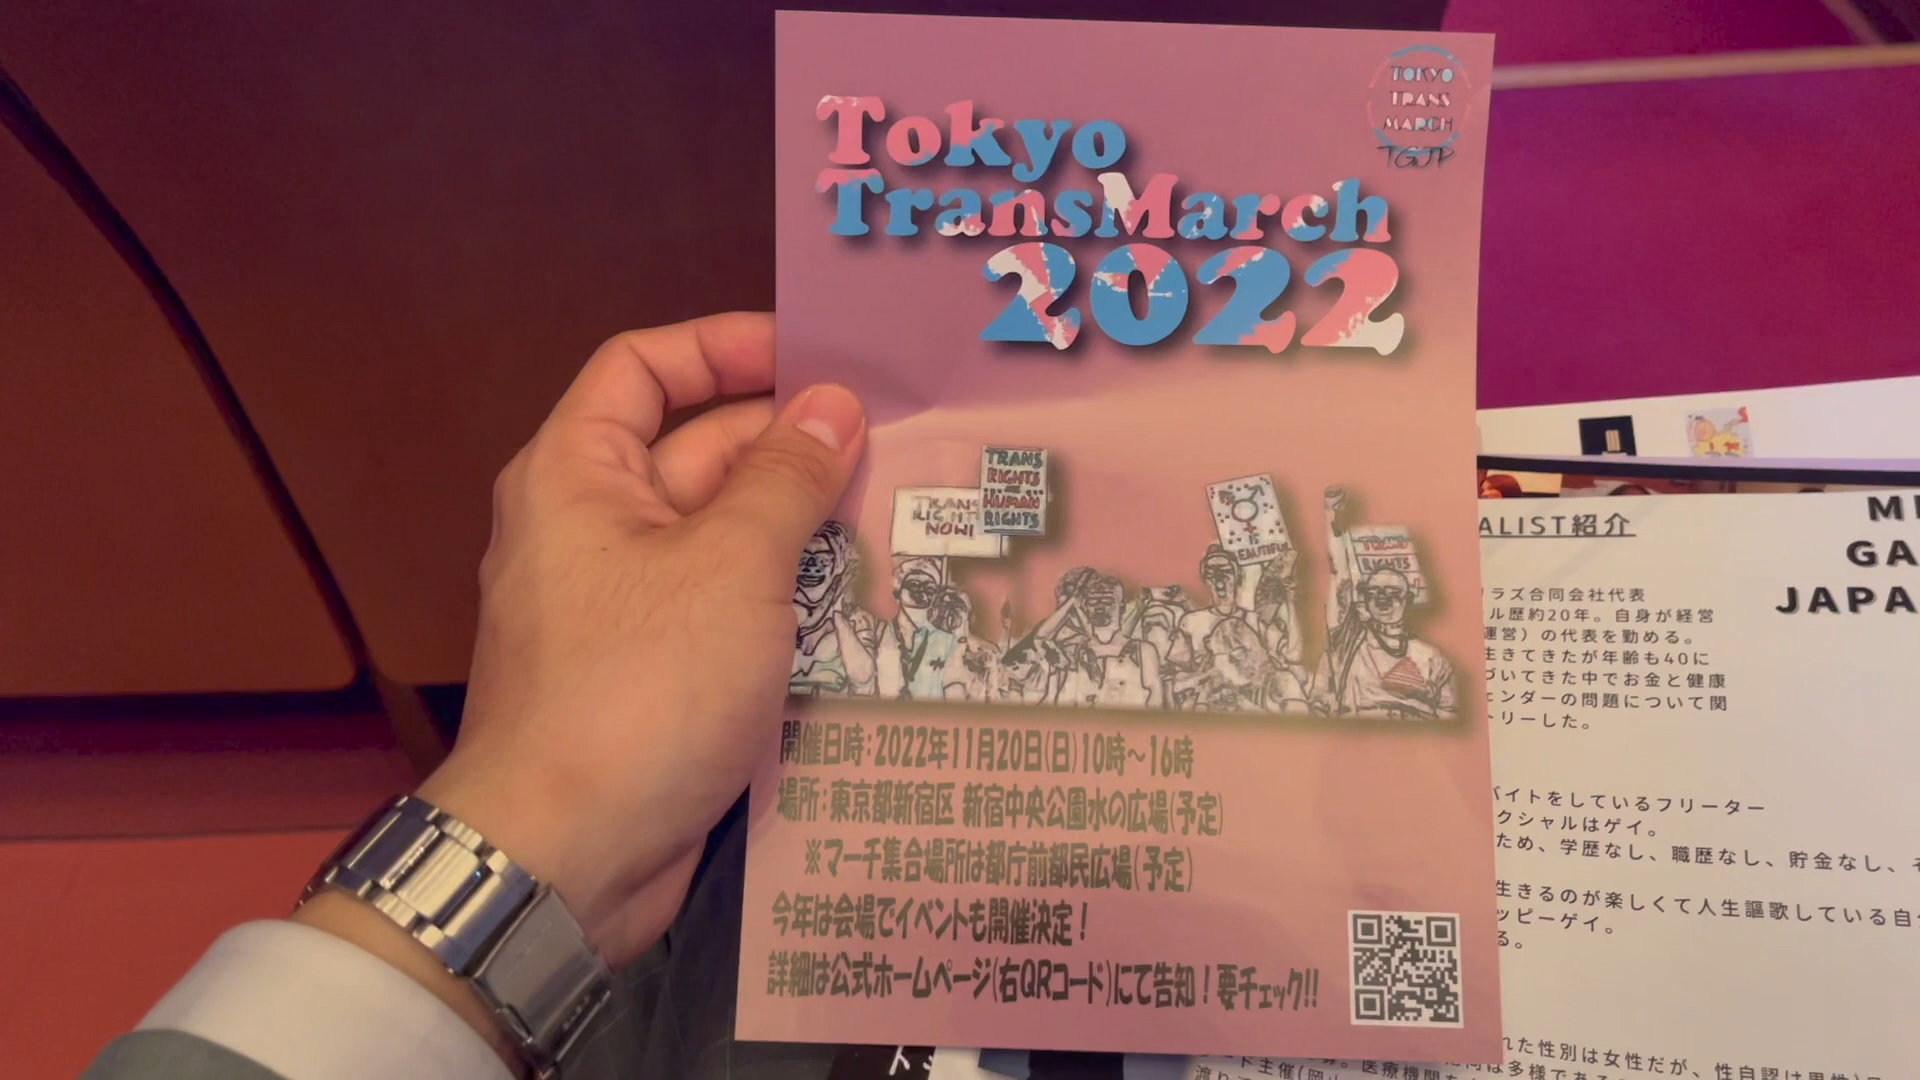 Tokyo
TransMarch
2022
TOKYO
TRANS
MARCH
TGJP
TRANS
RIGHTS
NOW!
TRANS
RIGHTS
ARE
HUMAN
RIGHTS
IS
BEAUTIFUL
TRANS
RIGHTS
開催日時:2022年11月20日(日)10時～16時
場所:東京都新宿区 新宿中央公園水の広場(予定)
※マーチ集合場所は都庁前都民広場(予定)
今年は会場でイベントも開催決定!
詳細は公式ホームページ(右QRコード)にて告知!要チェック!!
ALIST紹介
M
GA
JAPA
ラズ合同会社代表
ル歴約20年。自身が経営
運営）の代表を勤める。
生きてきたが年齢も40に
づいてきた中でお金と健康
ェンダーの問題について関
トリーした。
バイトをしているフリーター
クシャルはゲイ。
ため、学歴なし、職歴なし、貯金なし、
生きるのが楽しくて人生謳歌している自
ッピーゲイ。
る。
れた性別は女性だが、性自認は男性